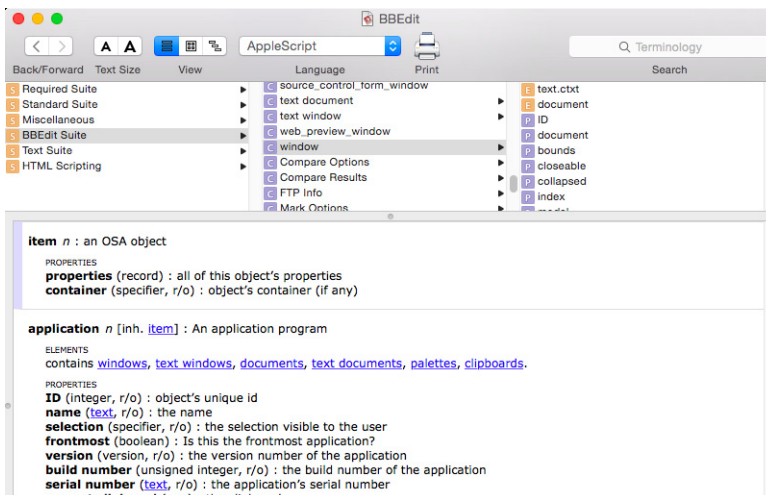 BBEdit
A A
AppleScript
Terminology
Back/Forward Text Size View Language Print Search
S Required Suite
S Standard Suite
S Miscellaneous
S BBEdit Suite
S Text Suite
S HTML Scripting
C source_control_form_window
C text document
C text window
C web_preview_window
C window
C Compare Options
C Compare Results
C FTP Info
C Mark Options
E text.ctxt
E document
P ID
P document
P bounds
P closeable
P collapsed
P index
item n : an OSA object
PROPERTIES
properties (record) : all of this object's properties
container (specifier, r/o) : object's container (if any)
application n [inh. item] : An application program
ELEMENTS
contains windows, text windows, documents, text documents, palettes, clipboards.
PROPERTIES
ID (integer, r/o) : object's unique id
name (text, r/o) : the name
selection (specifier, r/o) : the selection visible to the user
frontmost (boolean) : Is this the frontmost application?
version (version, r/o) : the version number of the application
build number (unsigned integer, r/o) : the build number of the application
serial number (text, r/o) : the application's serial number